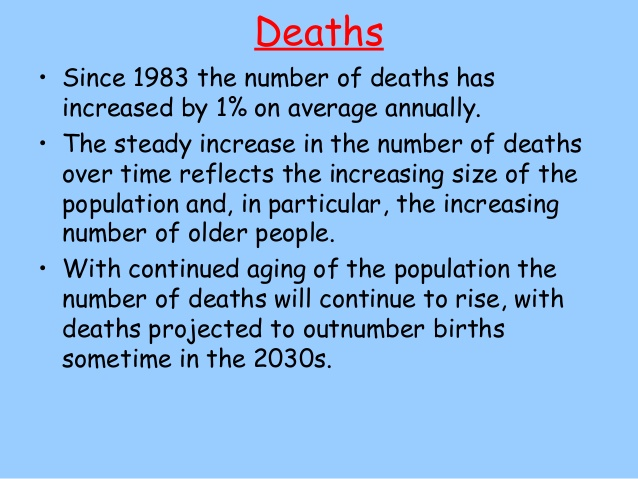 Deaths
• Since 1983 the number of deaths has
increased by 1% on average annually.
• The steady increase in the number of deaths
over time reflects the increasing size of the
population and, in particular, the increasing
number of older people.
• With continued aging of the population the
number of deaths will continue to rise, with
deaths projected to outnumber births
sometime in the 2030s.